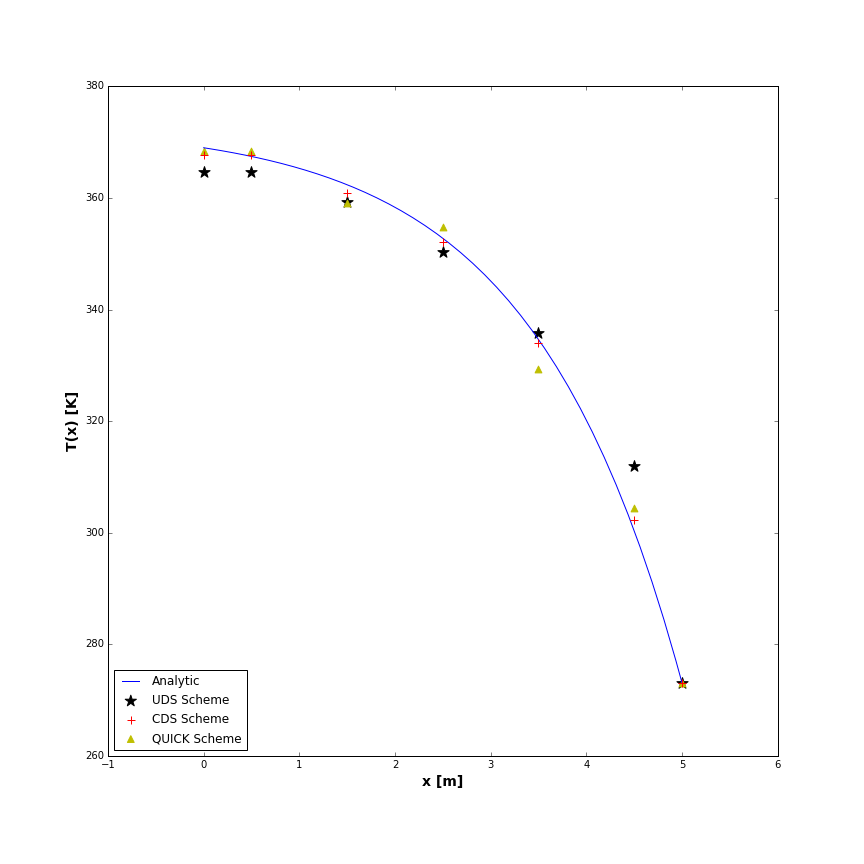 380
360
340
320
300
280
260
T(x) [K]
Analytic
UDS Scheme
CDS Scheme
QUICK Scheme
−1 0 1 2 3 4 5 6
x [m]